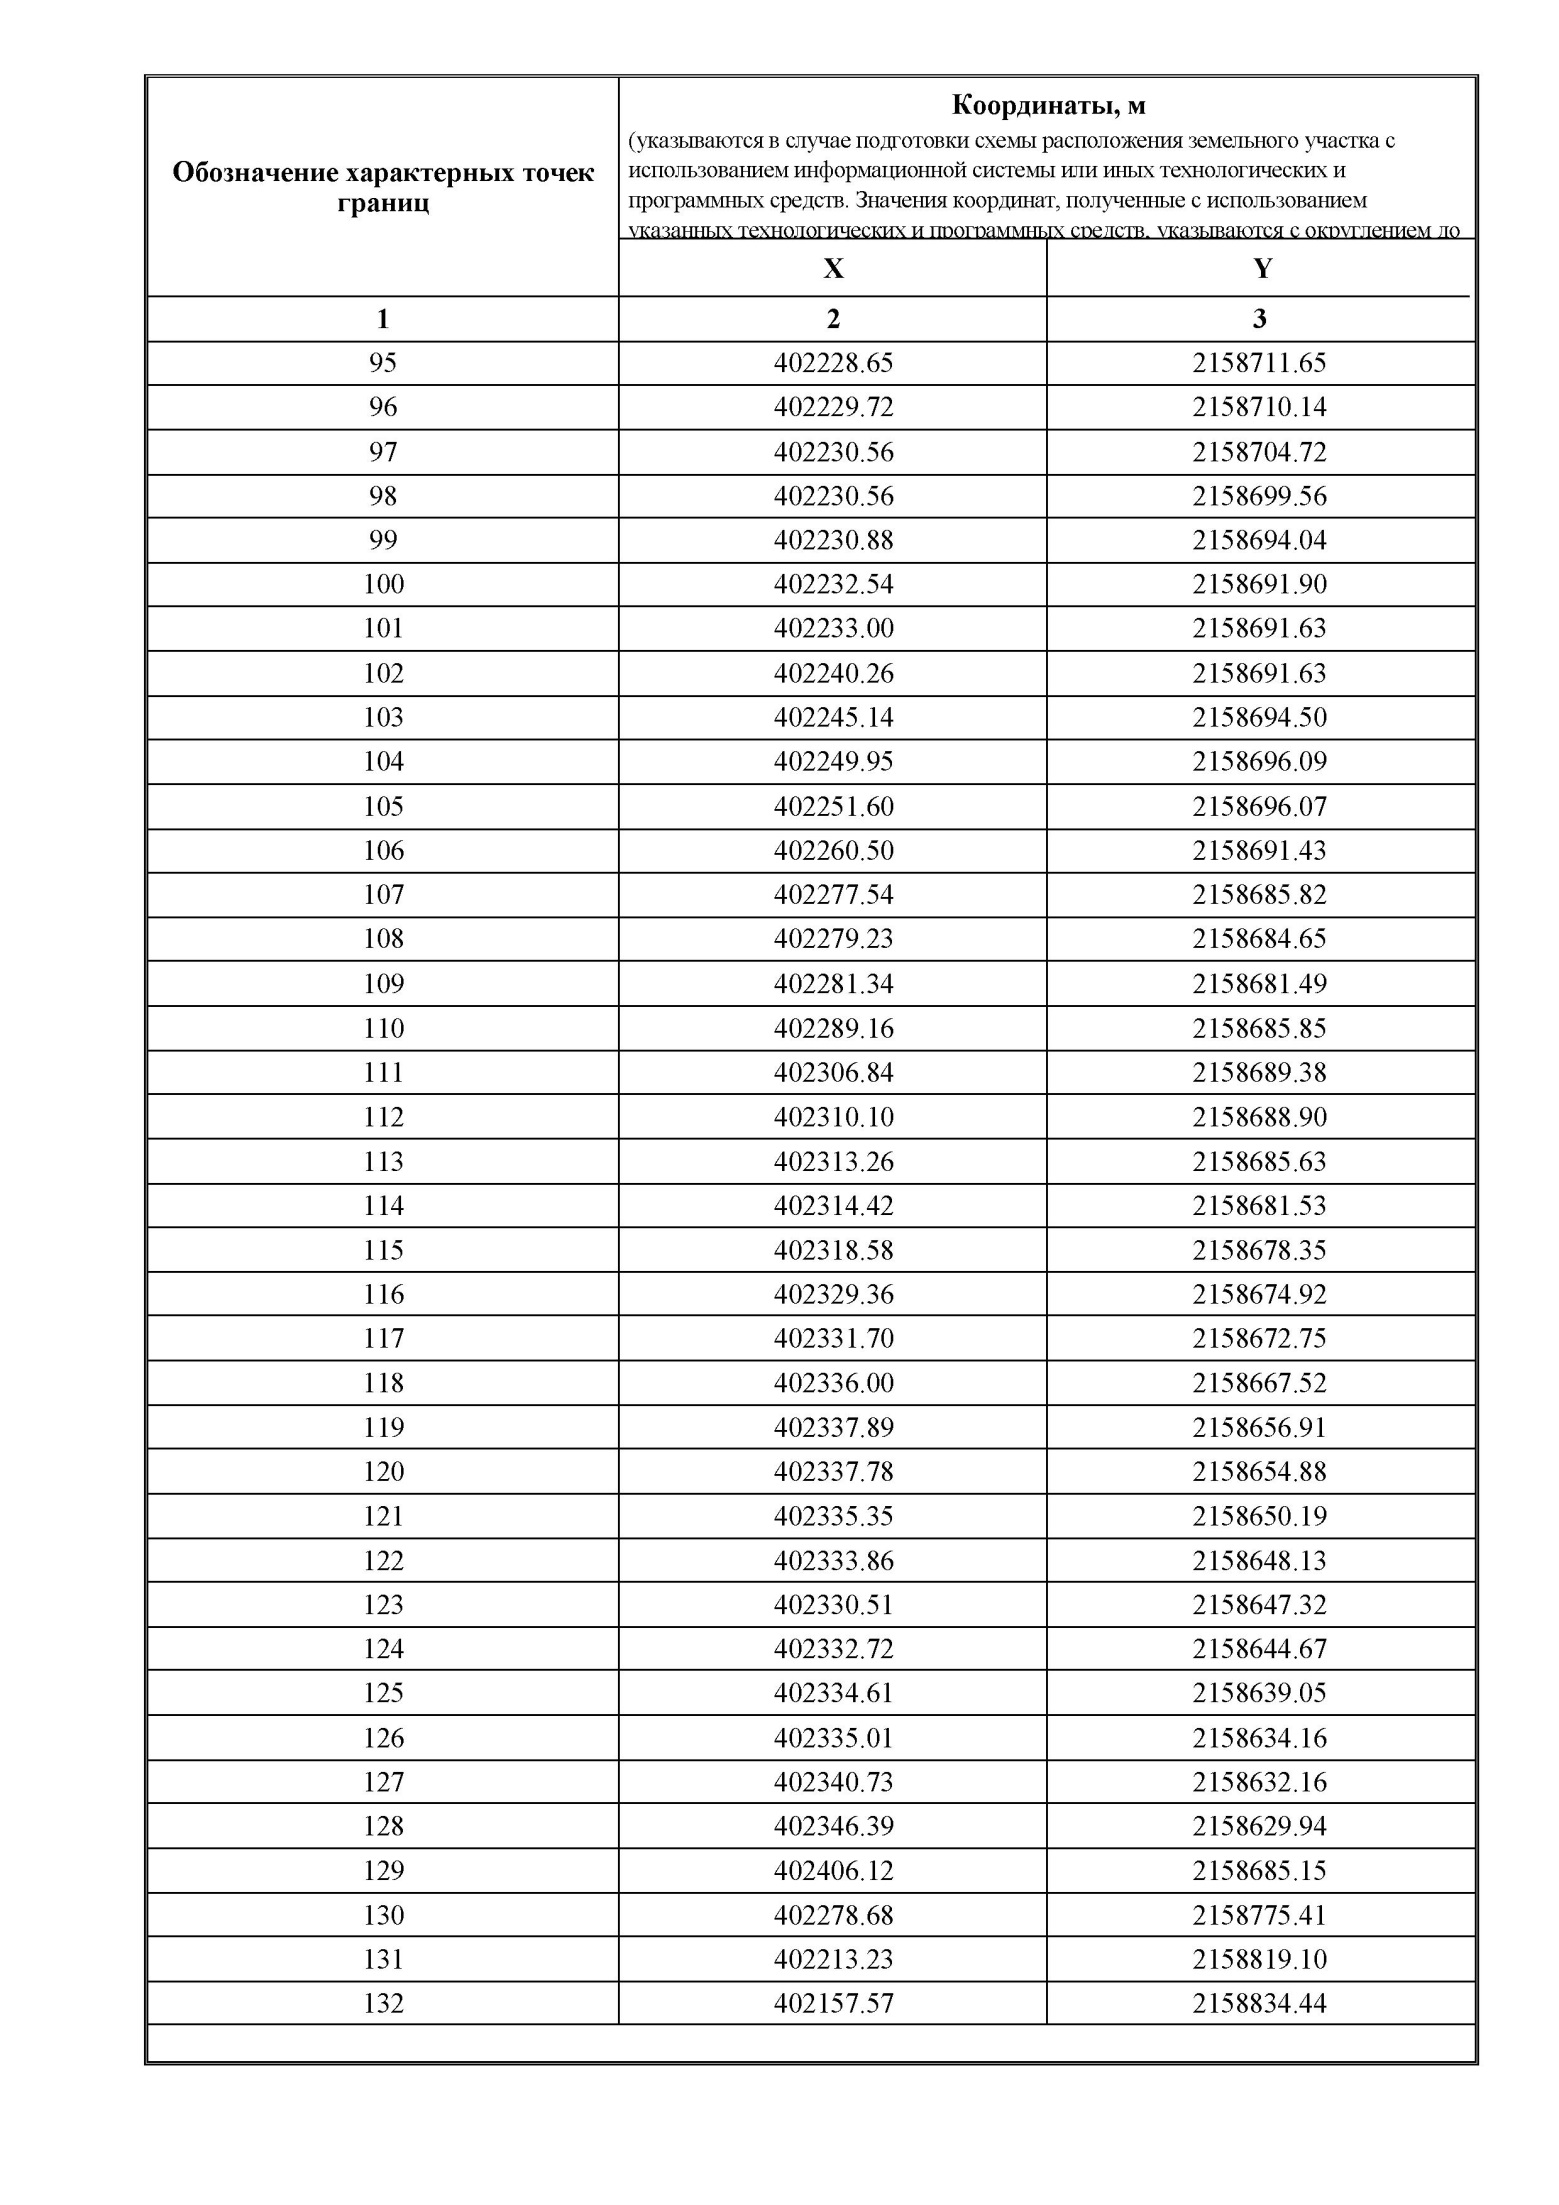 Обозначение характерных точек
границ
Координаты, м
(указываются в случае подготовки схемы расположения земельного участка с
использованием информационной системы или иных технологических и
программных средств. Значения координат, полученные с использованием
указанных технологических и программных средств, указываются с округлением до
X Y
1 2 3
95 402228.65 2158711.65
96 402229.72 2158710.14
97 402230.56 2158704.72
98 402230.56 2158699.56
99 402230.88 2158694.04
100 402232.54 2158691.90
101 402233.00 2158691.63
102 402240.26 2158691.63
103 402245.14 2158694.50
104 402249.95 2158696.09
105 402251.60 2158696.07
106 402260.50 2158691.43
107 402277.54 2158685.82
108 402279.23 2158684.65
109 402281.34 2158681.49
110 402289.16 2158685.85
111 402306.84 2158689.38
112 402310.10 2158688.90
113 402313.26 2158685.63
114 402314.42 2158681.53
115 402318.58 2158678.35
116 402329.36 2158674.92
117 402331.70 2158672.75
118 402336.00 2158667.52
119 402337.89 2158656.91
120 402337.78 2158654.88
121 402335.35 2158650.19
122 402333.86 2158648.13
123 402330.51 2158647.32
124 402332.72 2158644.67
125 402334.61 2158639.05
126 402335.01 2158634.16
127 402340.73 2158632.16
128 402346.39 2158629.94
129 402406.12 2158685.15
130 402278.68 2158775.41
131 402213.23 2158819.10
132 402157.57 2158834.44